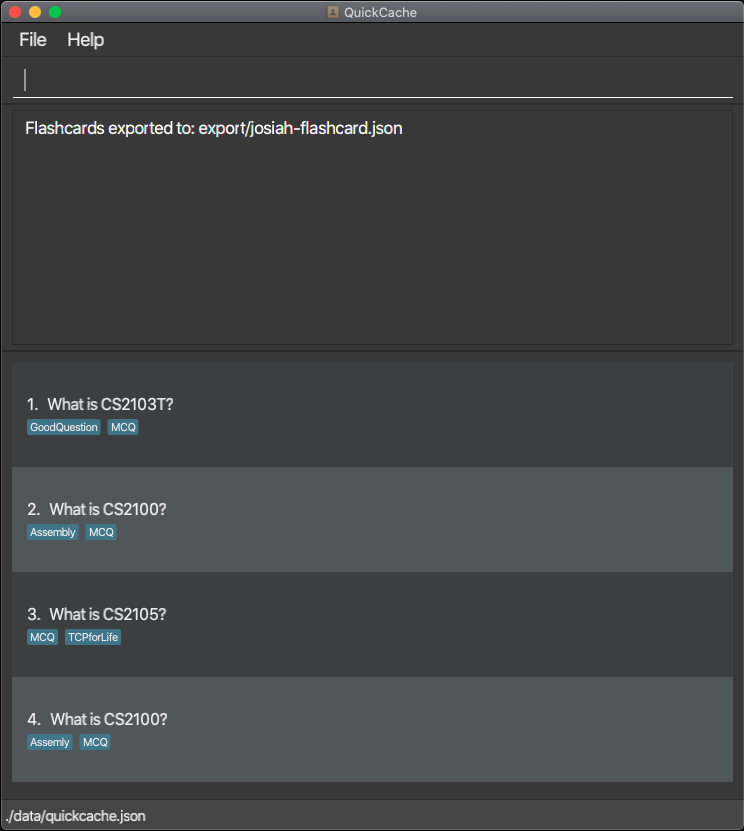 QuickCache
File Help
Flashcards exported to: export/josiah-flashcard.json
1. What is CS2103T?
GoodQuestion MCQ
2. What is CS2100?
Assembly MCQ
3. What is CS2105?
MCQ TCPforLife
4. What is CS2100?
Assemly MCQ
./data/quickcache.json